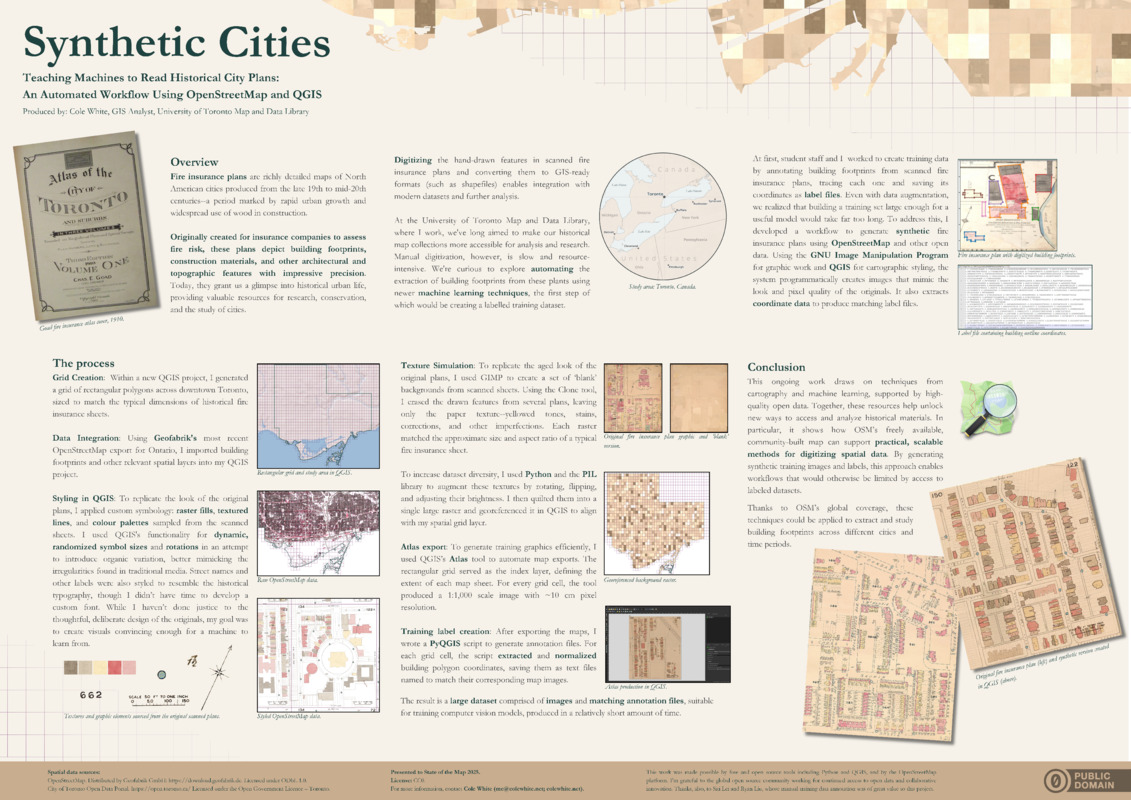 Synthetic Cities
Teaching Machines to Read Historical City Plans:
An Automated Workflow Using OpenStreetMap and QGIS
Produced by: Cole White, GIS Analyst, University of Toronto Map and Data Library
Atlas of the
CITY OF
TORONTO
AND SUBURBS
IN THREE VOLUMES
VOLUME ONE
CHAS E GOAD
Goad fire insurance atlas cover, 1910.
Overview
Fire insurance plans are richly detailed maps of North
American cities produced from the late 19th to mid-20th
centuries—a period marked by rapid urban growth and
widespread use of wood in construction.
Originally created for insurance companies to assess
fire risk, these plans depict building footprints,
construction materials, and other architectural and
topographic features with impressive precision.
Today, they grant us a glimpse into historical urban life,
providing valuable resources for research, conservation,
and the study of cities.
Digitizing the hand-drawn features in scanned fire
insurance plans and converting them to GIS-ready
formats (such as shapefiles) enables integration with
modern datasets and further analysis.
At the University of Toronto Map and Data Library,
where I work, we've long aimed to make our historical
map collections more accessible for analysis and research.
Manual digitization, however, is slow and resource-
intensive. We're curious to explore automating the
extraction of building footprints from these plans using
newer machine learning techniques, the first step of
which would be creating a labelled training dataset.
Canada
Toronto
United States
Study area: Toronto, Canada.
At first, student staff and I worked to create training data
by annotating building footprints from scanned fire
insurance plans, tracing each one and saving its
coordinates as label files. Even with data augmentation,
we realized that building a training set large enough for a
useful model would take far too long. To address this, I
developed a workflow to generate synthetic fire
insurance plans using OpenStreetMap and other open
data. Using the GNU Image Manipulation Program
for graphic work and QGIS for cartographic styling, the
system programmatically creates images that mimic the
look and pixel quality of the originals. It also extracts
coordinate data to produce matching label files.
Fire insurance plan with digitized building footprints.
Label file containing building outline coordinates.
The process
Grid Creation: Within a new QGIS project, I generated
a grid of rectangular polygons across downtown Toronto,
sized to match the typical dimensions of historical fire
insurance sheets.
Data Integration: Using Geofabrik's most recent
OpenStreetMap export for Ontario, I imported building
footprints and other relevant spatial layers into my QGIS
project.
Styling in QGIS: To replicate the look of the original
plans, I applied custom symbology: raster fills, textured
lines, and colour palettes sampled from the scanned
sheets. I used QGIS's functionality for dynamic,
randomized symbol sizes and rotations in an attempt
to introduce organic variation, better mimicking the
irregularities found in traditional media. Street names and
other labels were also styled to resemble the historical
typography, though I didn't have time to develop a
custom font. While I haven't done justice to the
thoughtful, deliberate design of the originals, my goal was
to create visuals convincing enough for a machine to
learn from.
662
SCALE 50 FT TO ONE INCH
Textures and graphic elements sourced from the original scanned plans.
Rectangular grid and study area in QGIS.
Raw OpenStreetMap data.
Styled OpenStreetMap data.
Texture Simulation: To replicate the aged look of the
original plans, I used GIMP to create a set of 'blank'
backgrounds from scanned sheets. Using the Clone tool,
I erased the drawn features from several plans, leaving
only the paper texture—yellowed tones, stains,
corrections, and other imperfections. Each raster
matched the approximate size and aspect ratio of a typical
fire insurance sheet.
To increase dataset diversity, I used Python and the PIL
library to augment these textures by rotating, flipping,
and adjusting their brightness. I then quilted them into a
single large raster and georeferenced it in QGIS to align
with my spatial grid layer.
Atlas export: To generate training graphics efficiently, I
used QGIS's Atlas tool to automate map exports. The
rectangular grid served as the index layer, defining the
extent of each map sheet. For every grid cell, the tool
produced a 1:1,000 scale image with ~10 cm pixel
resolution.
Training label creation: After exporting the maps, I
wrote a PyQGIS script to generate annotation files. For
each grid cell, the script extracted and normalized
building polygon coordinates, saving them as text files
named to match their corresponding map images.
The result is a large dataset comprised of images and matching annotation files, suitable
for training computer vision models, produced in a relatively short amount of time.
Original fire insurance plan graphic and 'blank'
version.
Georeferenced background raster.
Atlas production in QGIS.
Conclusion
This ongoing work draws on techniques from
cartography and machine learning, supported by high-
quality open data. Together, these resources help unlock
new ways to access and analyze historical materials. In
particular, it shows how OSM's freely available,
community-built map can support practical, scalable
methods for digitizing spatial data. By generating
synthetic training images and labels, this approach enables
workflows that would otherwise be limited by access to
labeled datasets.
Thanks to OSM's global coverage, these
techniques could be applied to extract and study
building footprints across different cities and
time periods.
150
122
Original fire insurance plan (left) and synthetic version created
in QGIS (above).
Spatial data sources:
OpenStreetMap. Distributed by Geofabrik GmbH: https://download.geofabrik.de. Licensed under ODbL 1.0.
City of Toronto Open Data Portal. https://open.toronto.ca/ Licensed under the Open Government Licence – Toronto.
Presented to State of the Map 2025.
License: CC0.
For more information, contact Cole White (me@colewhite.net; colewhite.net).
This work was made possible by free and open source tools including Python and QGIS, and by the OpenStreetMap
platform. I'm grateful to the global open source community working for continued access to open data and collaborative
innovation. Thanks, also, to
whose manual training data annotation was of great value to this project.
PUBLIC
DOMAIN